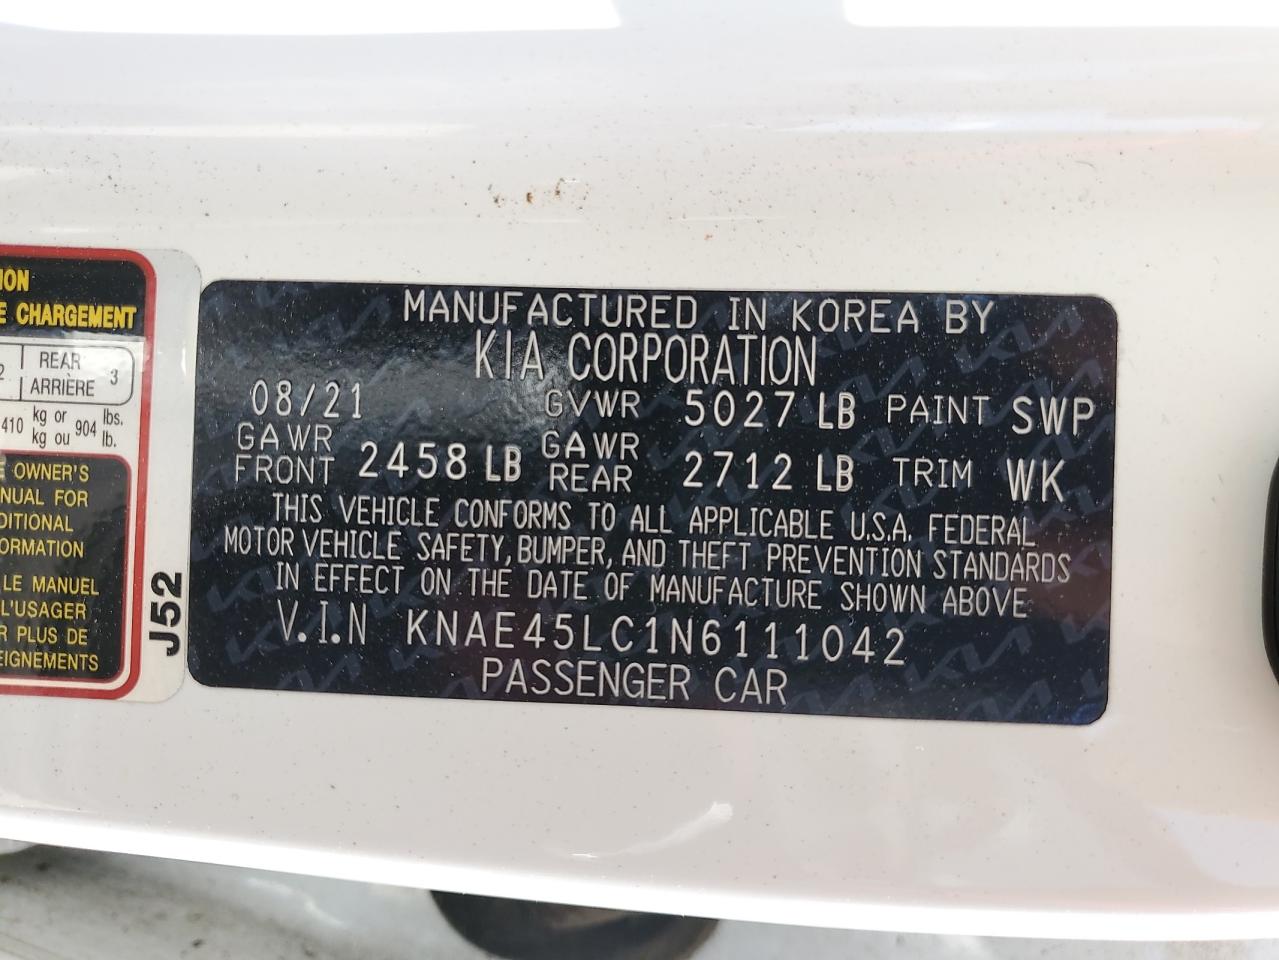 ION
E CHARGEMENT
2 REAR 3
ARRIÈRE
410 kg or 904 lbs.
kg ou lb.
E OWNER'S
NUAL FOR
DITIONAL
ORMATION
LE MANUEL
L'USAGER
R PLUS DE
EIGNEMENTS
J52
MANUFACTURED IN KOREA BY
KIA CORPORATION
08/21 GVWR 5027 LB PAINT SWP
GAWR FRONT 2458 LB GAWR REAR 2712 LB TRIM WK
THIS VEHICLE CONFORMS TO ALL APPLICABLE U.S.A. FEDERAL
MOTOR VEHICLE SAFETY, BUMPER, AND THEFT PREVENTION STANDARDS
IN EFFECT ON THE DATE OF MANUFACTURE SHOWN ABOVE
V.I.N KNAE45LC1N6111042
PASSENGER CAR